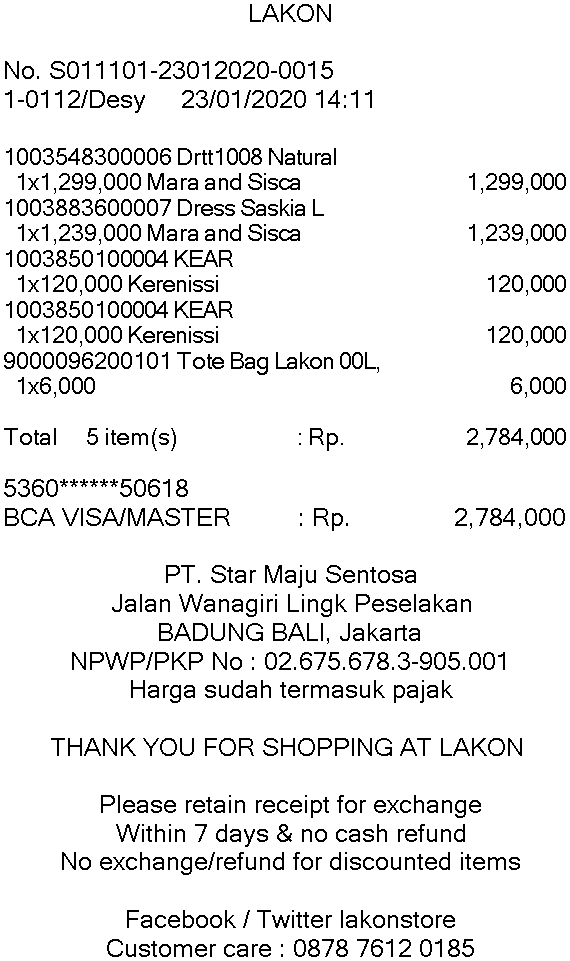 LAKON
No. S011101-23012020-0015
1-0112/Desy 23/01/2020 14:11
1003548300006 Drtt1008 Natural
1x1,299,000 Mara and Sisca 1,299,000
1003883600007 Dress Saskia L
1x1,239,000 Mara and Sisca 1,239,000
1003850100004 KEAR
1x120,000 Kerenissi 120,000
1003850100004 KEAR
1x120,000 Kerenissi 120,000
9000096200101 Tote Bag Lakon 00L,
1x6,000 6,000
Total 5 item(s) : Rp. 2,784,000
5360******50618
BCA VISA/MASTER : Rp. 2,784,000
PT. Star Maju Sentosa
Jalan Wanagiri Lingk Peselakan
BADUNG BALI, Jakarta
NPWP/PKP No : 02.675.678.3-905.001
Harga sudah termasuk pajak
THANK YOU FOR SHOPPING AT LAKON
Please retain receipt for exchange
Within 7 days & no cash refund
No exchange/refund for discounted items
Facebook / Twitter lakonstore
Customer care : 0878 7612 0185